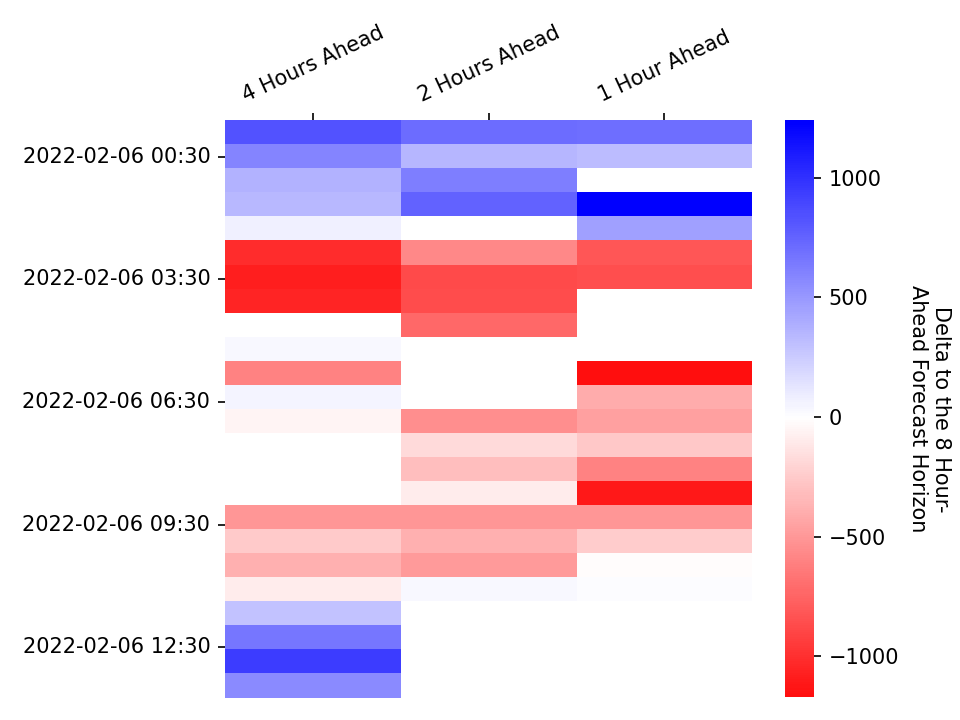 4 Hours Ahead
2 Hours Ahead
1 Hour Ahead
2022-02-06 00:30
2022-02-06 03:30
2022-02-06 06:30
2022-02-06 09:30
2022-02-06 12:30
1000
500
0
−500
−1000
Delta to the 8 Hour-
Ahead Forecast Horizon